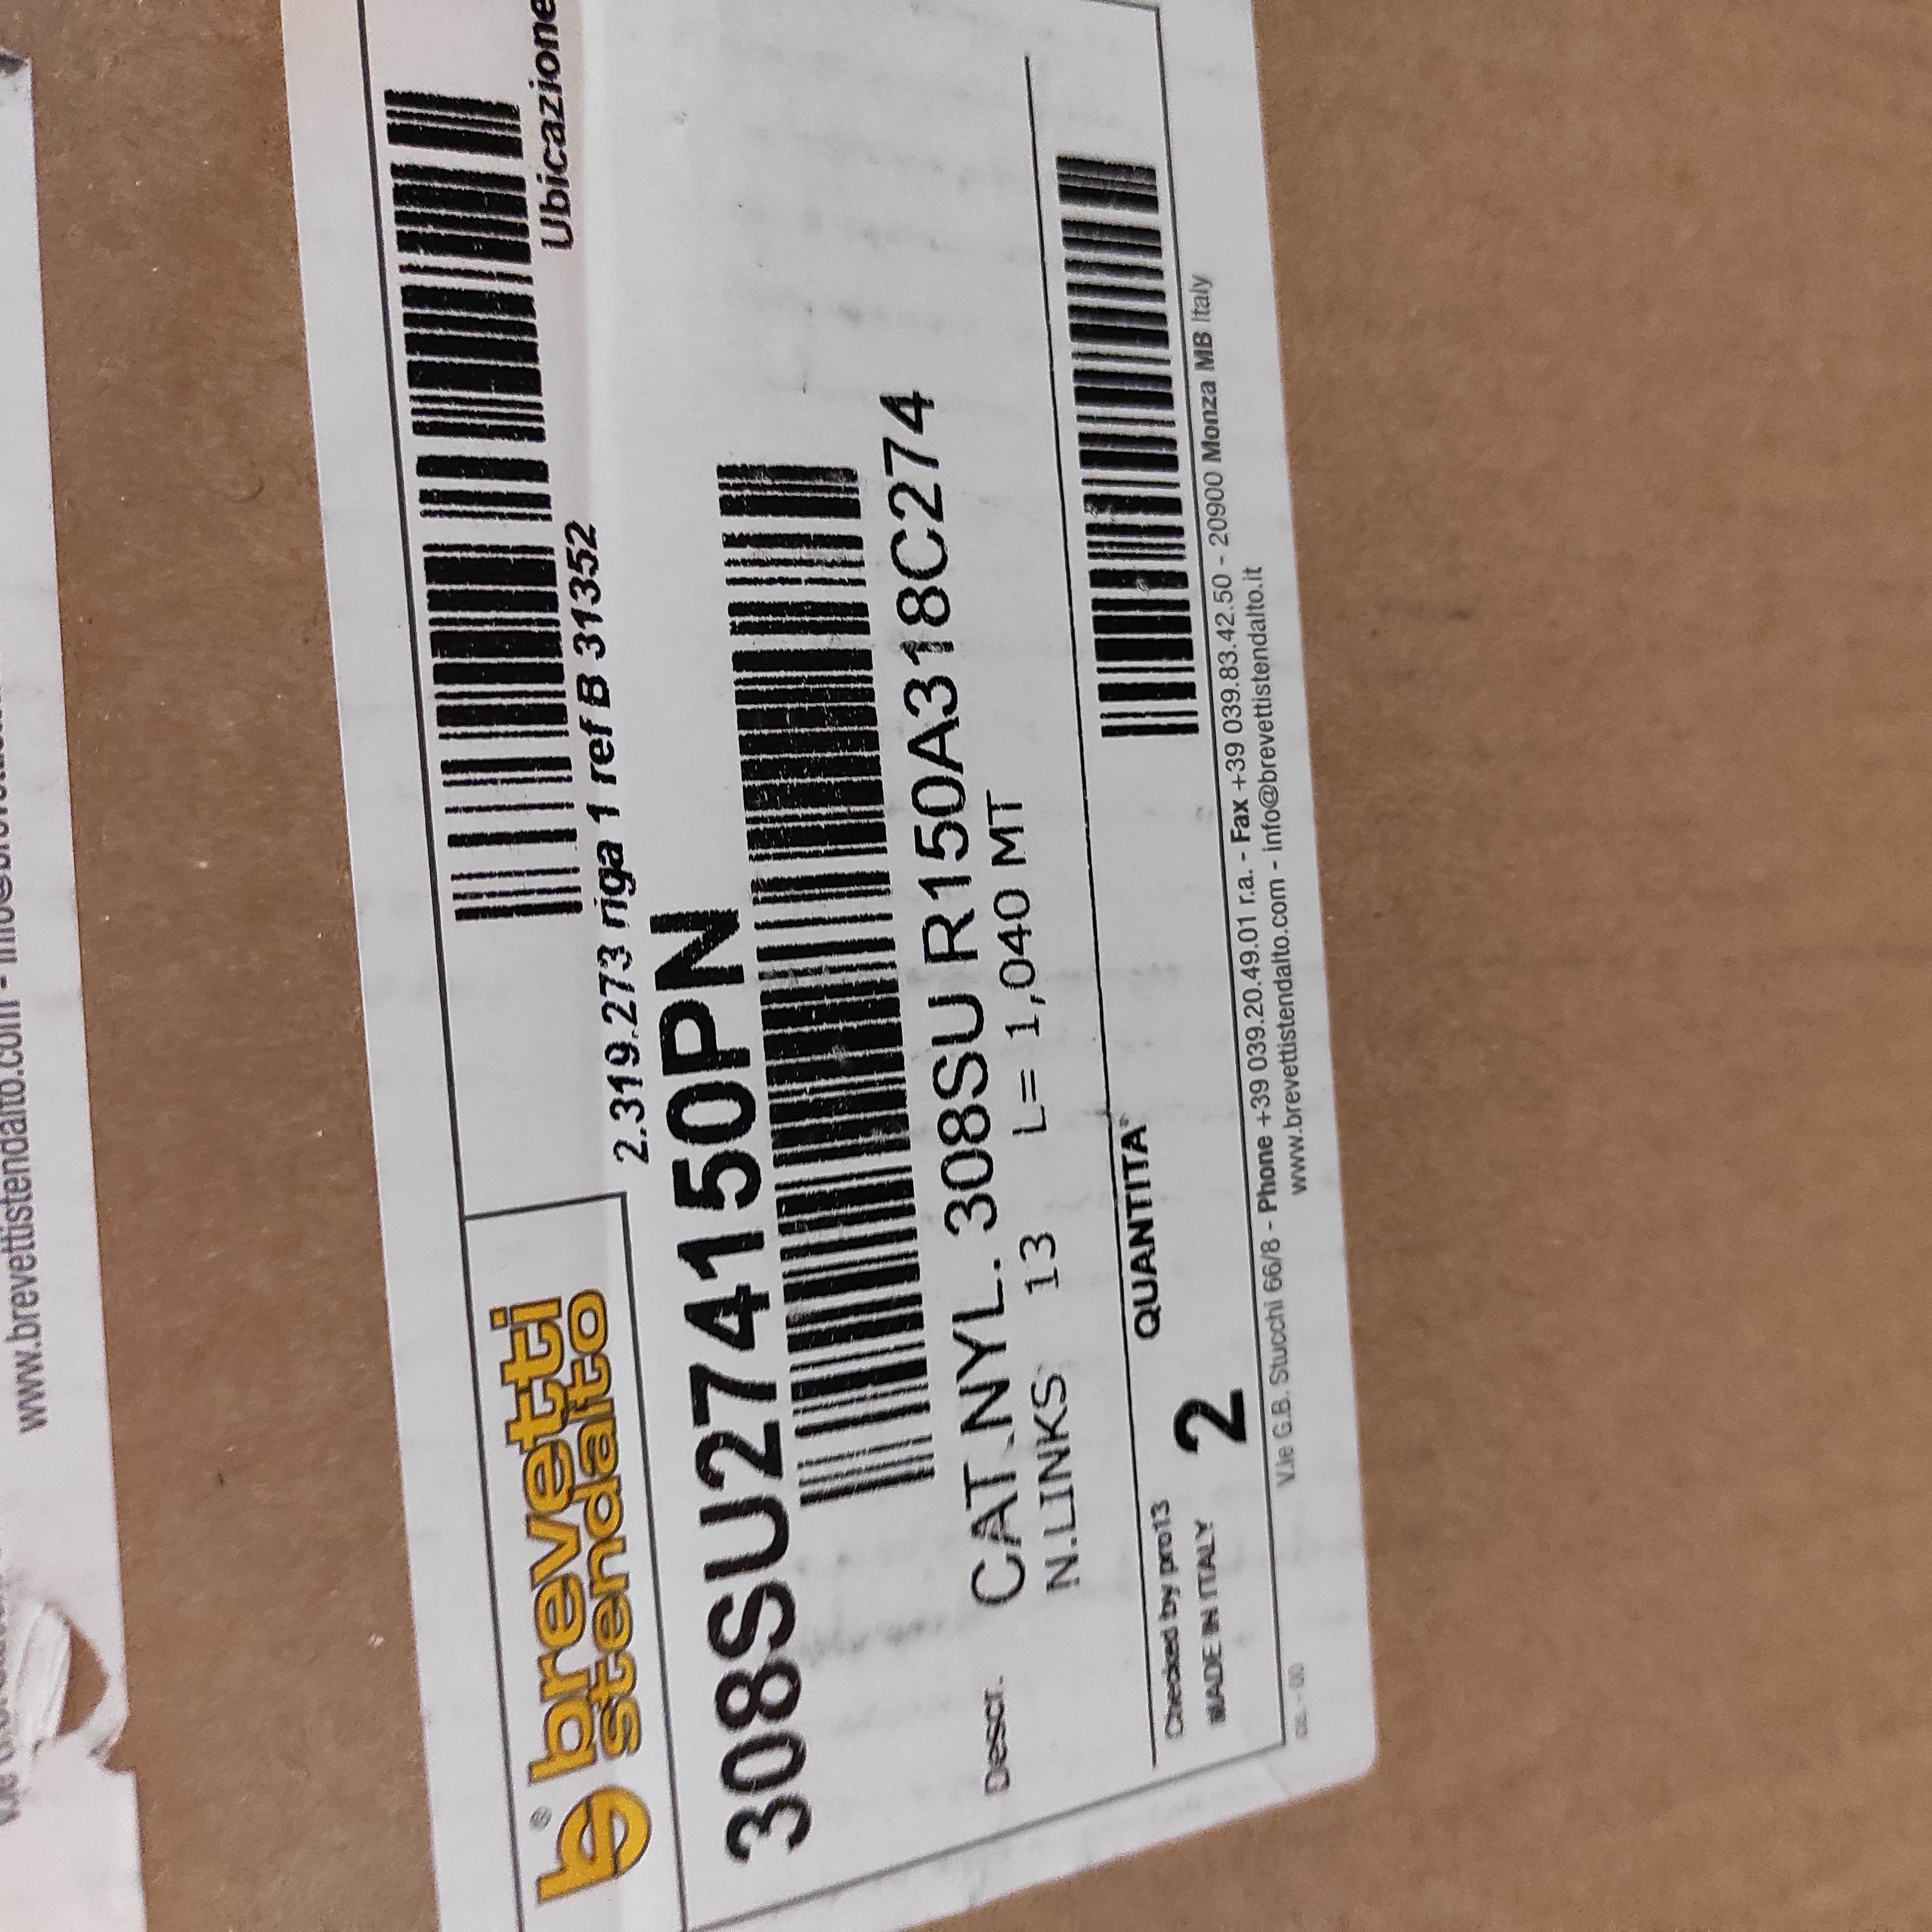 www.brevettistendalto.com
Ubicazione
brevetti
stendalto
®
2.319.273 riga 1 ref B 31352
308SU274150PN
Descr. CAT.NYL. 308SU R150A318C274
N.LINKS 13 L= 1,040 MT
Checked by pro13 QUANTITA'
MADE IN ITALY 2
V.le G.B. Stucchi 66/8 - Phone +39 039.20.49.01 r.a. - Fax +39 039.83.42.50 - 20900 Monza MB Italy
www.brevettistendalto.com - info@brevettistendalto.it